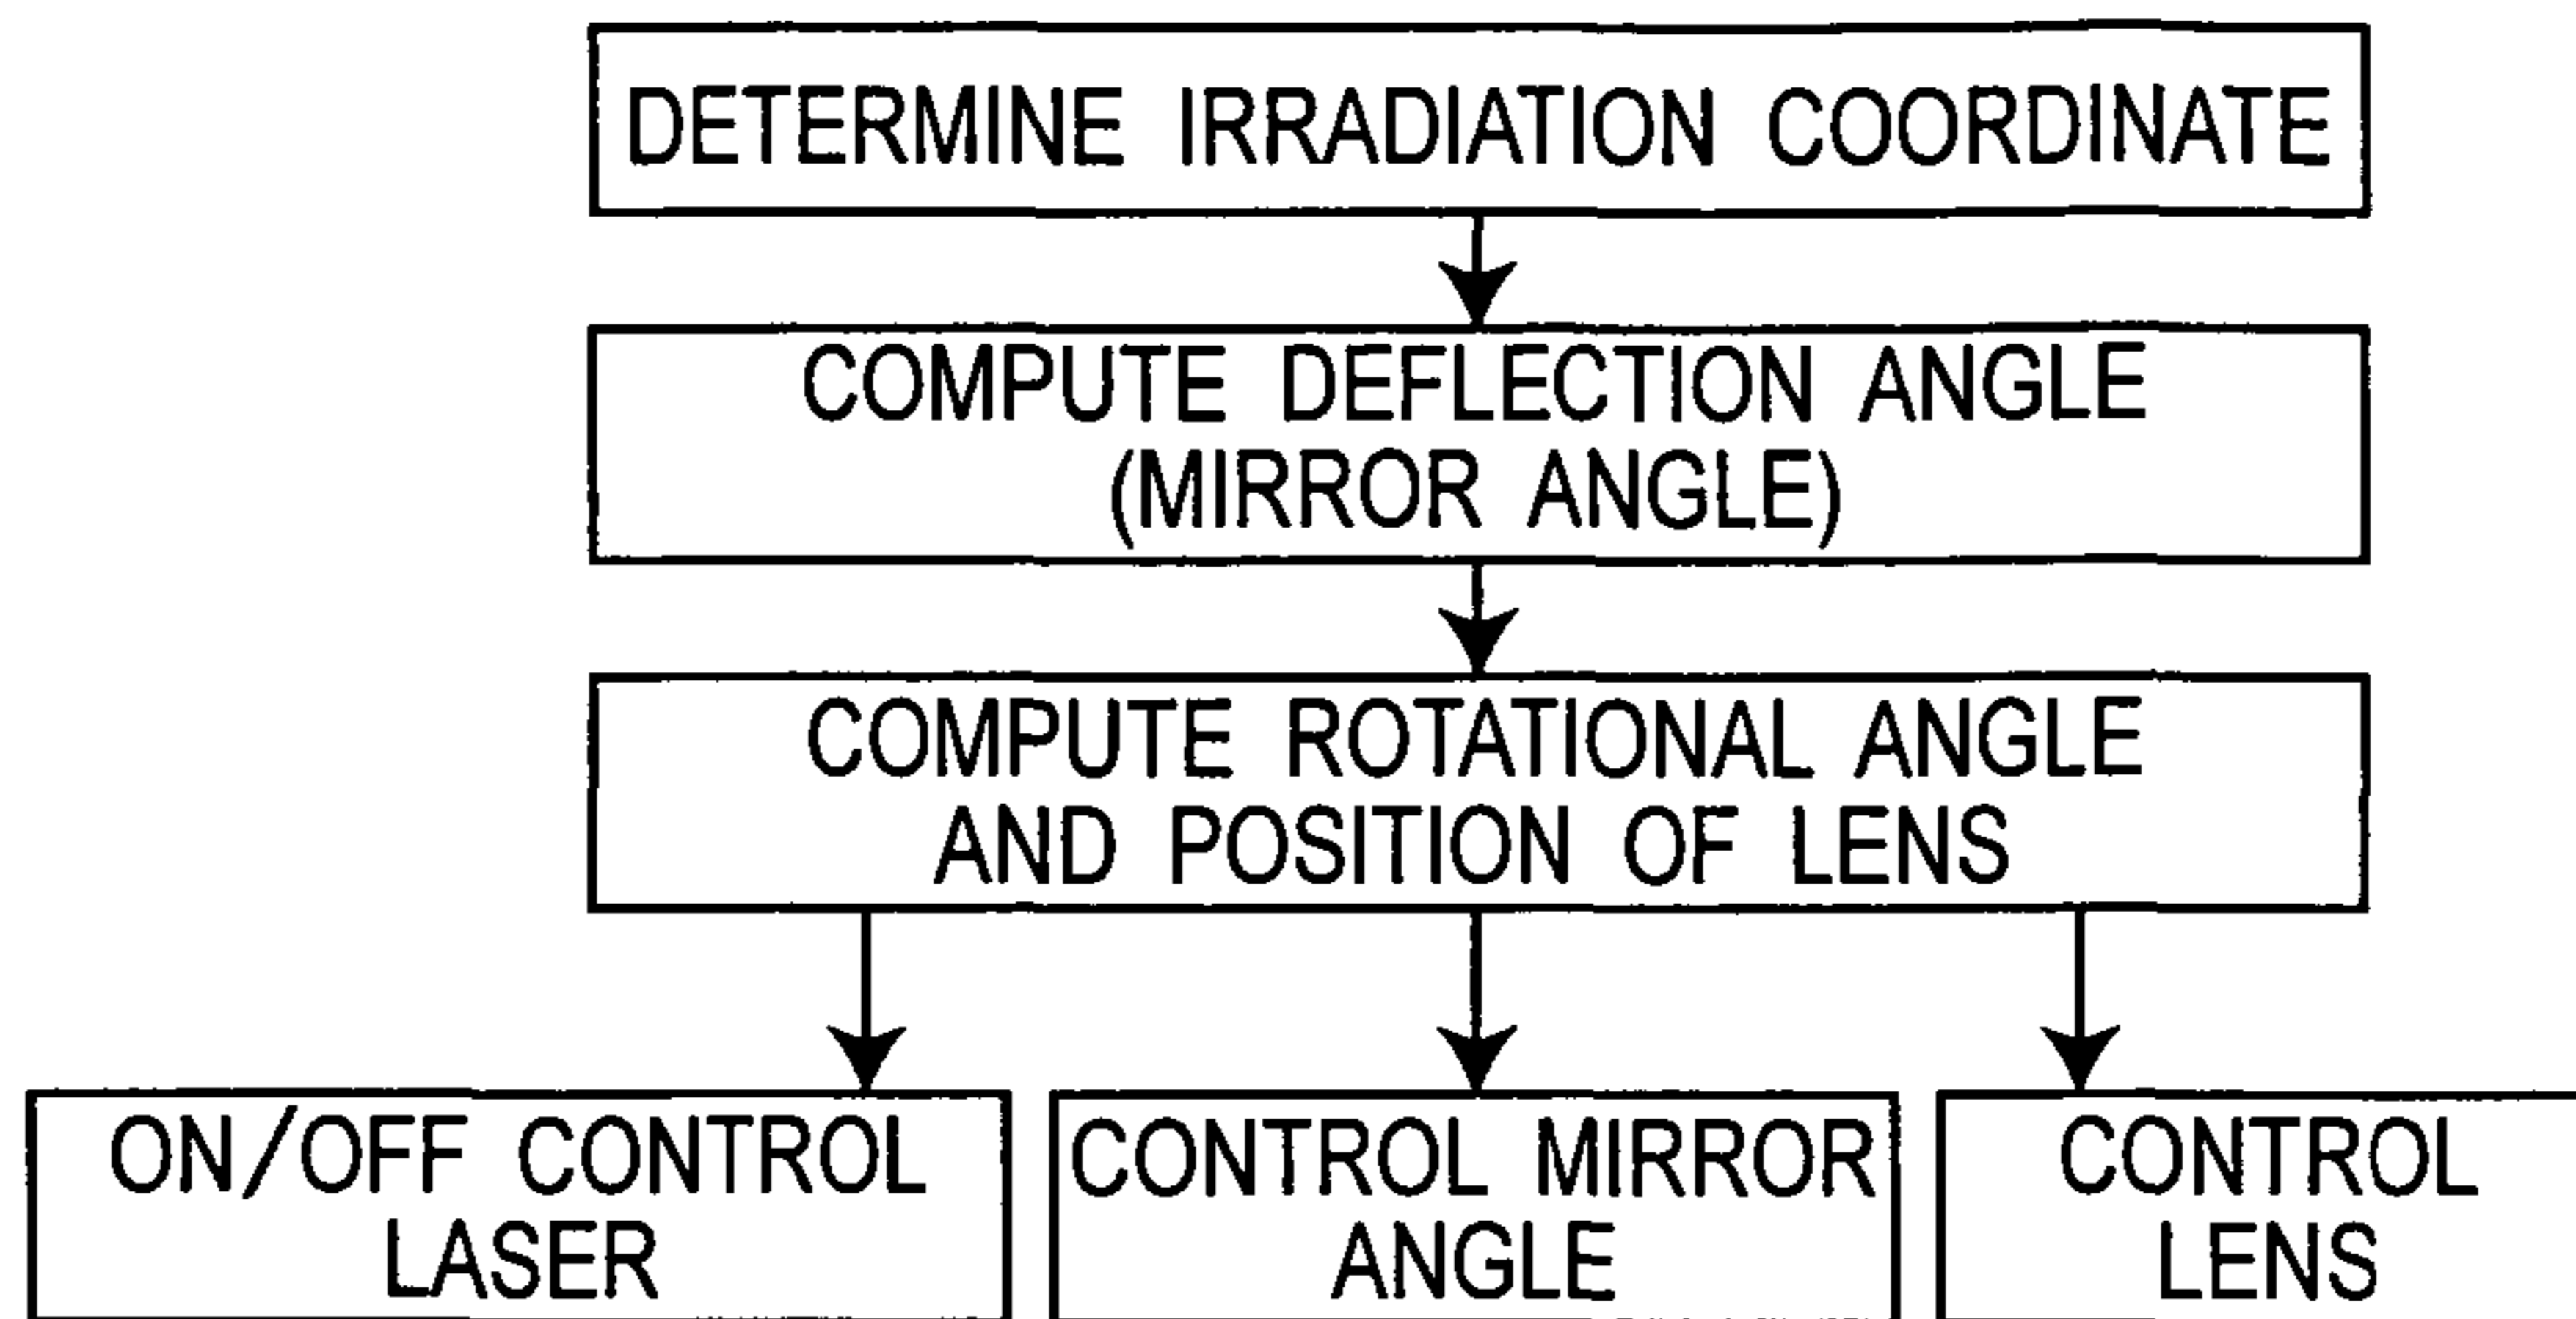 DETERMINE IRRADIATION COORDINATE
COMPUTE DEFLECTION ANGLE
(MIRROR ANGLE)
COMPUTE ROTATIONAL ANGLE
AND POSITION OF LENS
ON/OFF CONTROL
LASER
CONTROL MIRROR
ANGLE
CONTROL
LENS